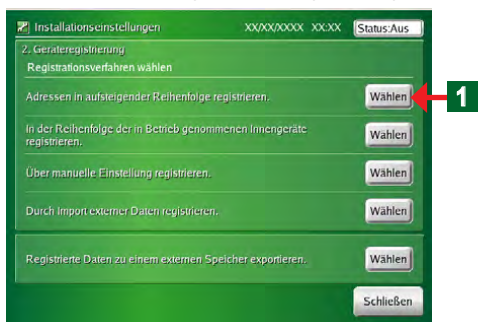 Installationseinstellungen XX/XX/XXXX XX:XX Status:Aus
2. Geräteregistrierung
Registrationsverfahren wählen
Adressen in aufsteigender Reihenfolge registrieren. Wählen 1
In der Reihenfolge der in Betrieb genommenen Innengeräte
registrieren. Wählen
Über manuelle Einstellung registrieren. Wählen
Durch Import externer Daten registrieren. Wählen
Registrierte Daten zu einem externen Speicher exportieren. Wählen
Schließen